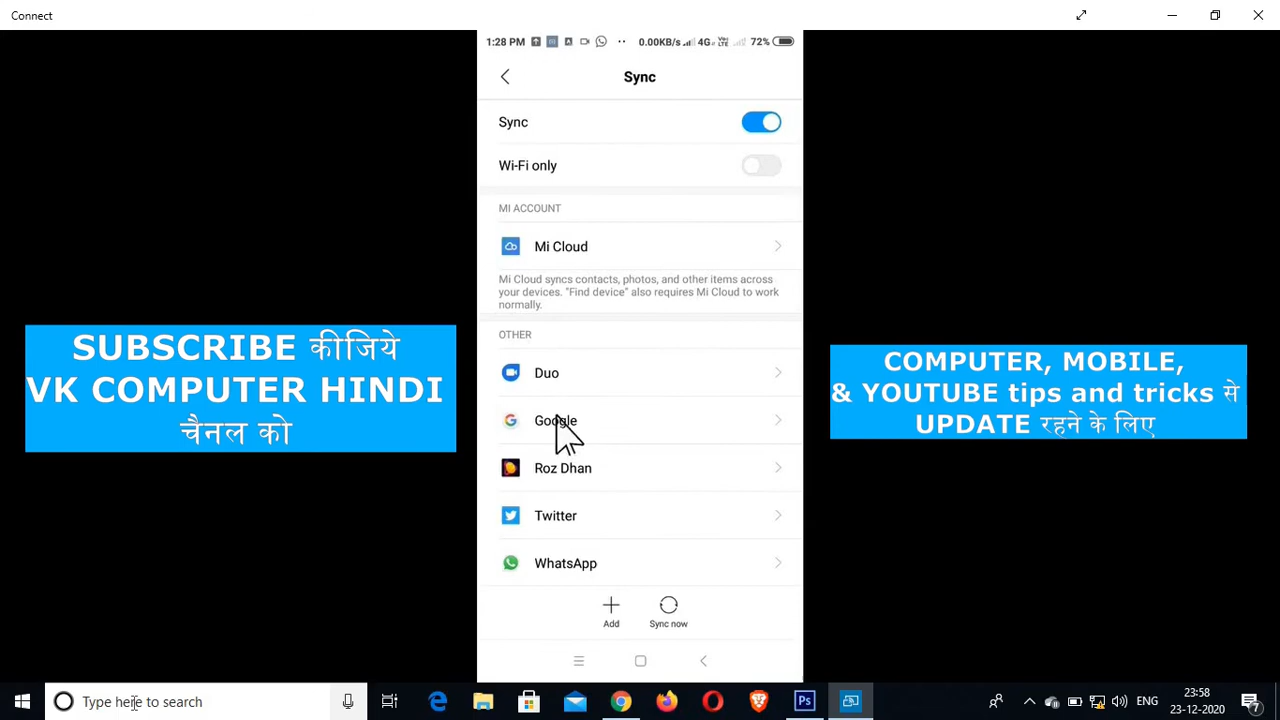 Connect
1:28 PM 0.00KB/s 4G VoLTE 72%
Sync
Sync
Wi-Fi only
MI ACCOUNT
Mi Cloud
Mi Cloud syncs contacts, photos, and other items across
your devices. "Find device" also requires Mi Cloud to work
normally.
OTHER
Duo
Google
Roz Dhan
Twitter
WhatsApp
Add Sync now
SUBSCRIBE कीजिये
VK COMPUTER HINDI
चैनल को
COMPUTER, MOBILE,
& YOUTUBE tips and tricks से
UPDATE रहने के लिए
Type here to search
Ps
ENG
23:58
23-12-2020
7